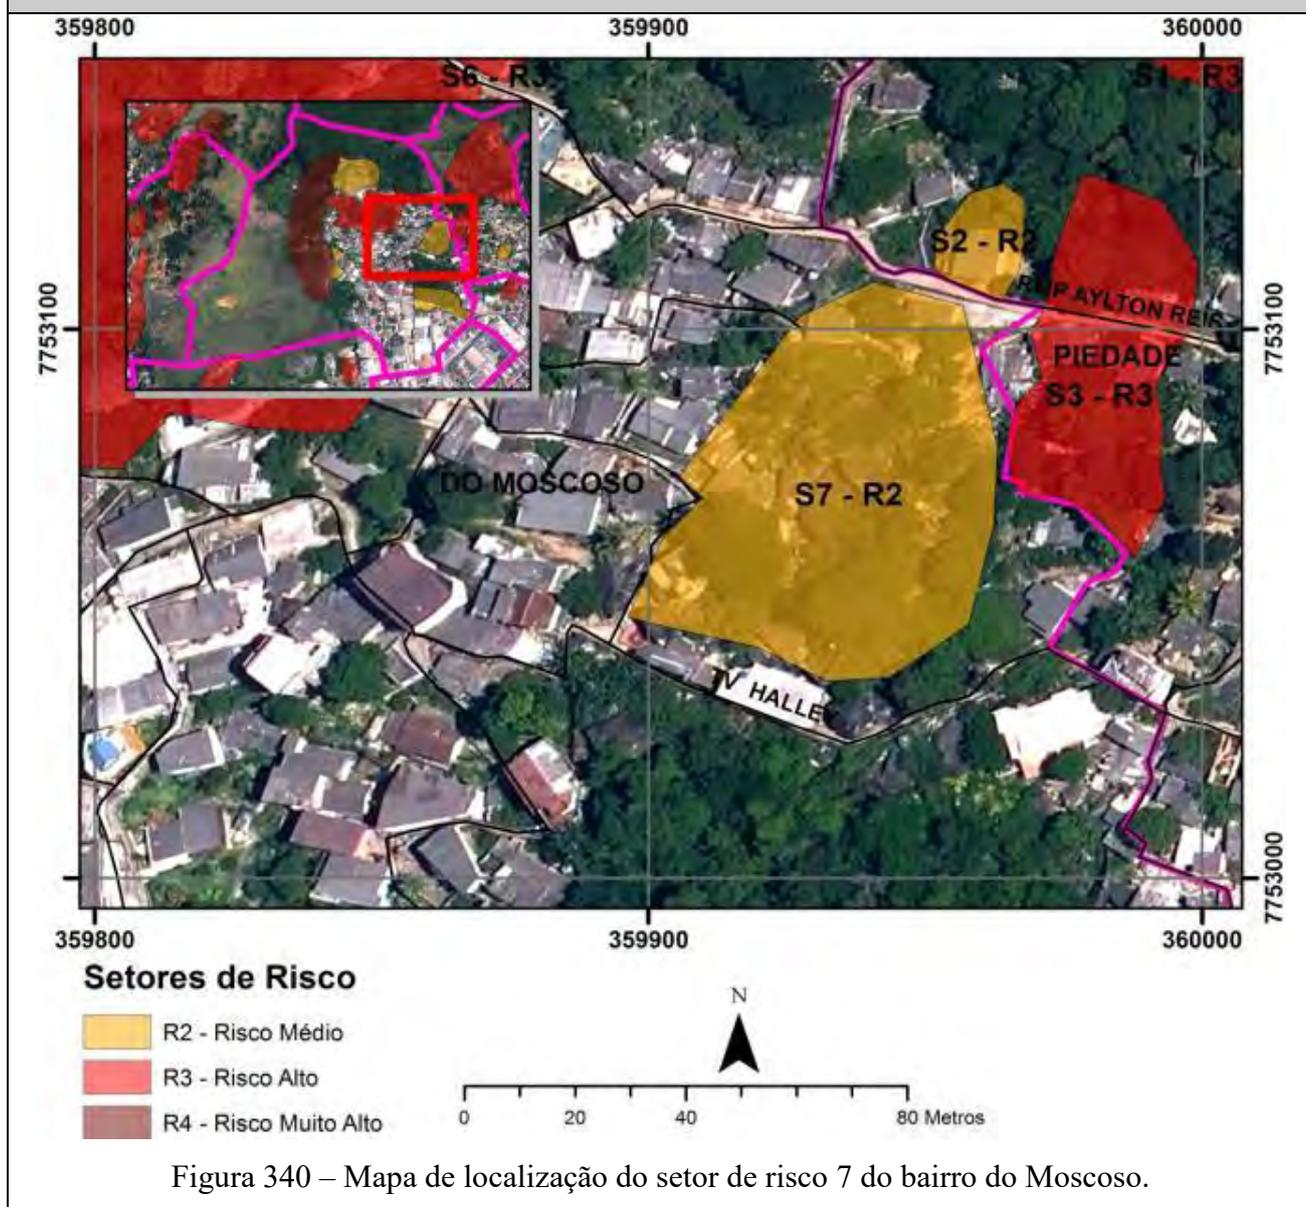 359800 359900 360000
S6 - R3
S1 - R3
S2 - R2
7753100
R P AYLTON REIS
7753100
PIEDADE
S3 - R3
DO MOSCOSO
S7 - R2
TV HALLE
7753000
359800 359900 360000
Setores de Risco
R2 - Risco Médio
R3 - Risco Alto
R4 - Risco Muito Alto
N
0 20 40 80 Metros
Figura 340 – Mapa de localização do setor de risco 7 do bairro do Moscoso.